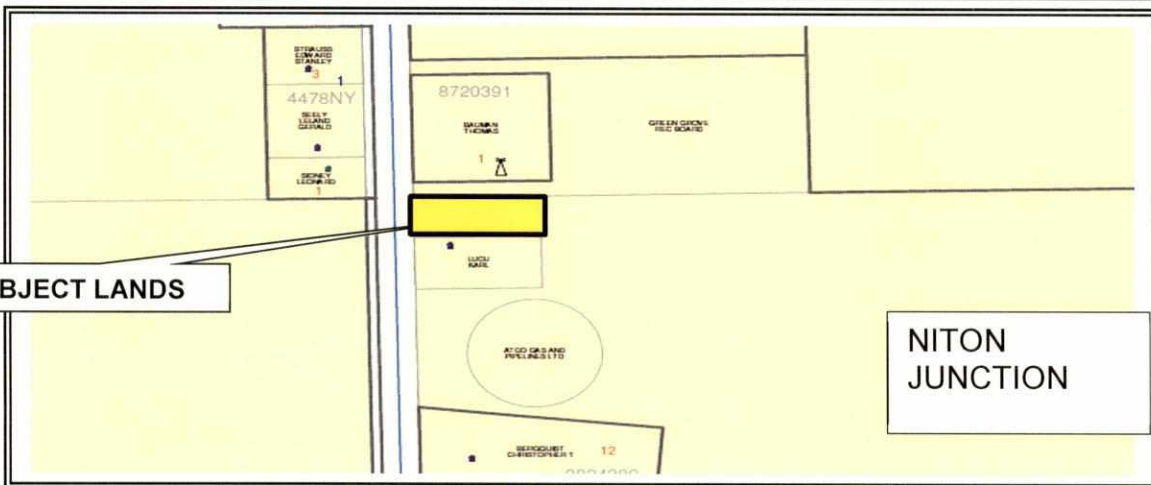 STRAUSS
EDWARD
STANLEY
3
1
4478NY
SEELY
LELAND
GERALD
SIDNEY
LEONARD
1
8720391
BAUMAN
THOMAS
1
GREEN GROVE
REC BOARD
BJECT LANDS
LUCU
KARL
ATCO GAS AND
PIPELINES LTD
NITON
JUNCTION
BERGQUIST
CHRISTOPHER T
12